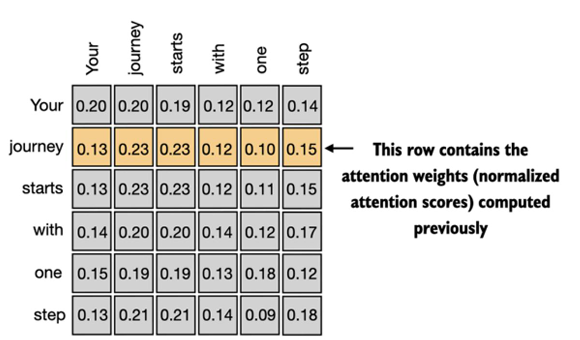 Your journey starts with one step
Your 0.20 0.20 0.19 0.12 0.12 0.14
journey 0.13 0.23 0.23 0.12 0.10 0.15
starts 0.13 0.23 0.23 0.12 0.11 0.15
with 0.14 0.20 0.20 0.14 0.12 0.17
one 0.15 0.19 0.19 0.13 0.18 0.12
step 0.13 0.21 0.21 0.14 0.09 0.18
This row contains the
attention weights (normalized
attention scores) computed
previously